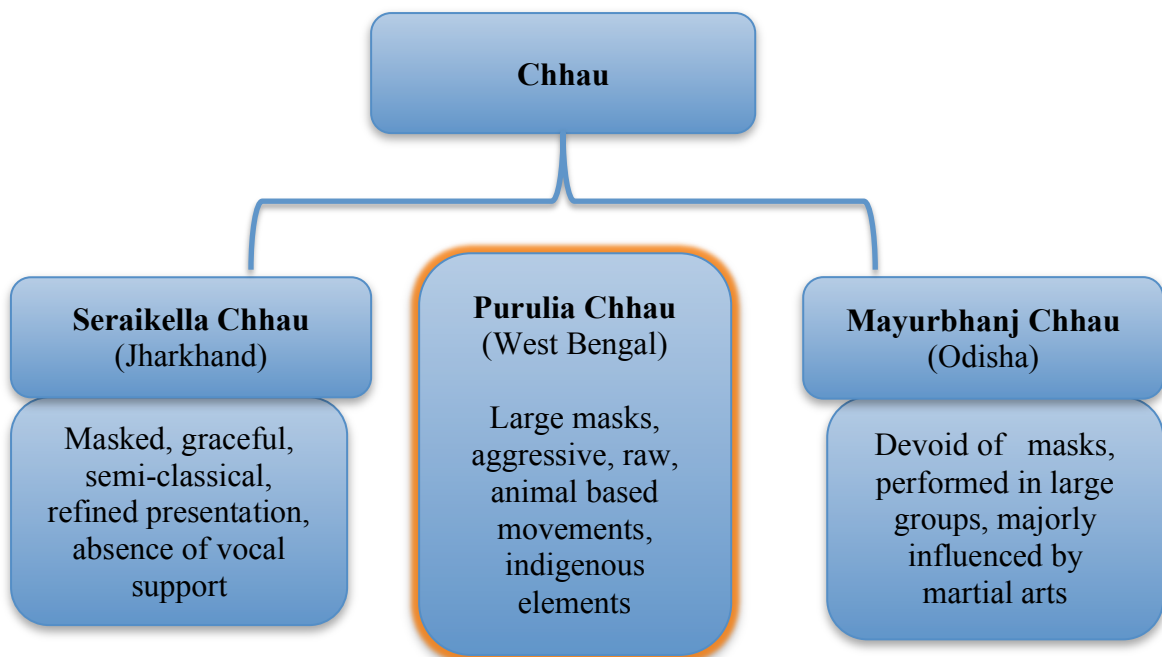 Chhau
Seraikella Chhau
(Jharkhand)
Masked, graceful,
semi-classical,
refined presentation,
absence of vocal
support
Purulia Chhau
(West Bengal)
Large masks,
aggressive, raw,
animal based
movements,
indigenous
elements
Mayurbhanj Chhau
(Odisha)
Devoid of masks,
performed in large
groups, majorly
influenced by
martial arts